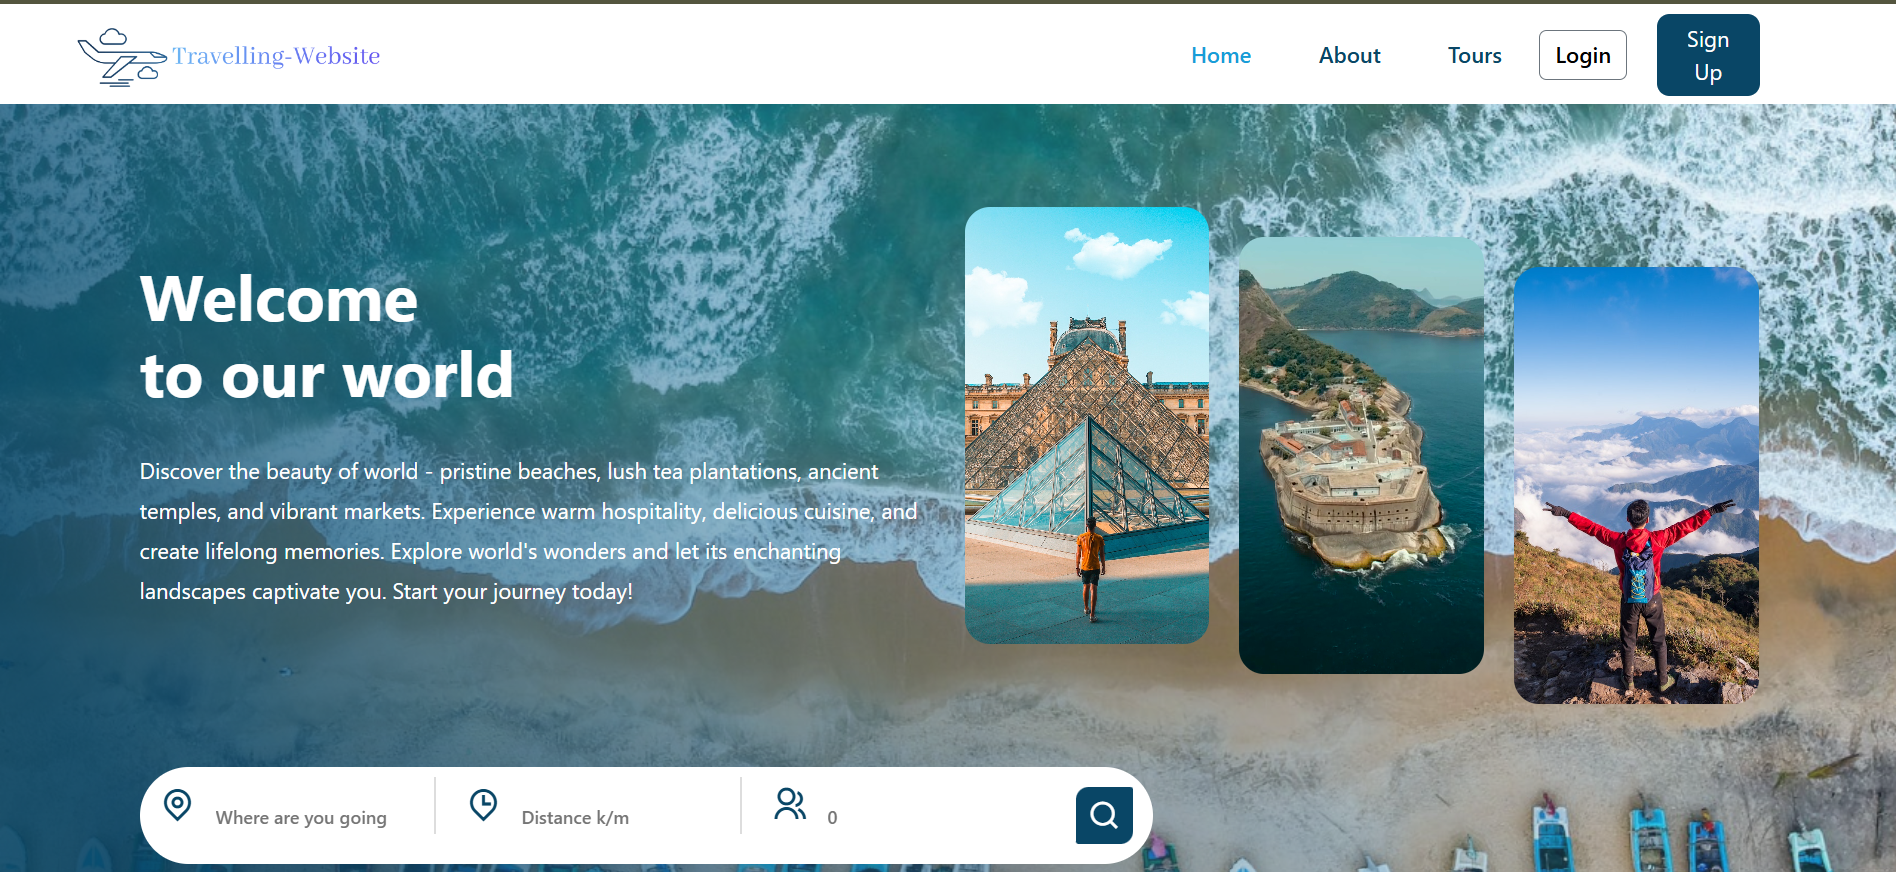 Travelling-Website
Home
About
Tours
Login
Sign
Up
Welcome
to our world
Discover the beauty of world - pristine beaches, lush tea plantations, ancient
temples, and vibrant markets. Experience warm hospitality, delicious cuisine, and
create lifelong memories. Explore world's wonders and let its enchanting
landscapes captivate you. Start your journey today!
Where are you going
Distance k/m
0